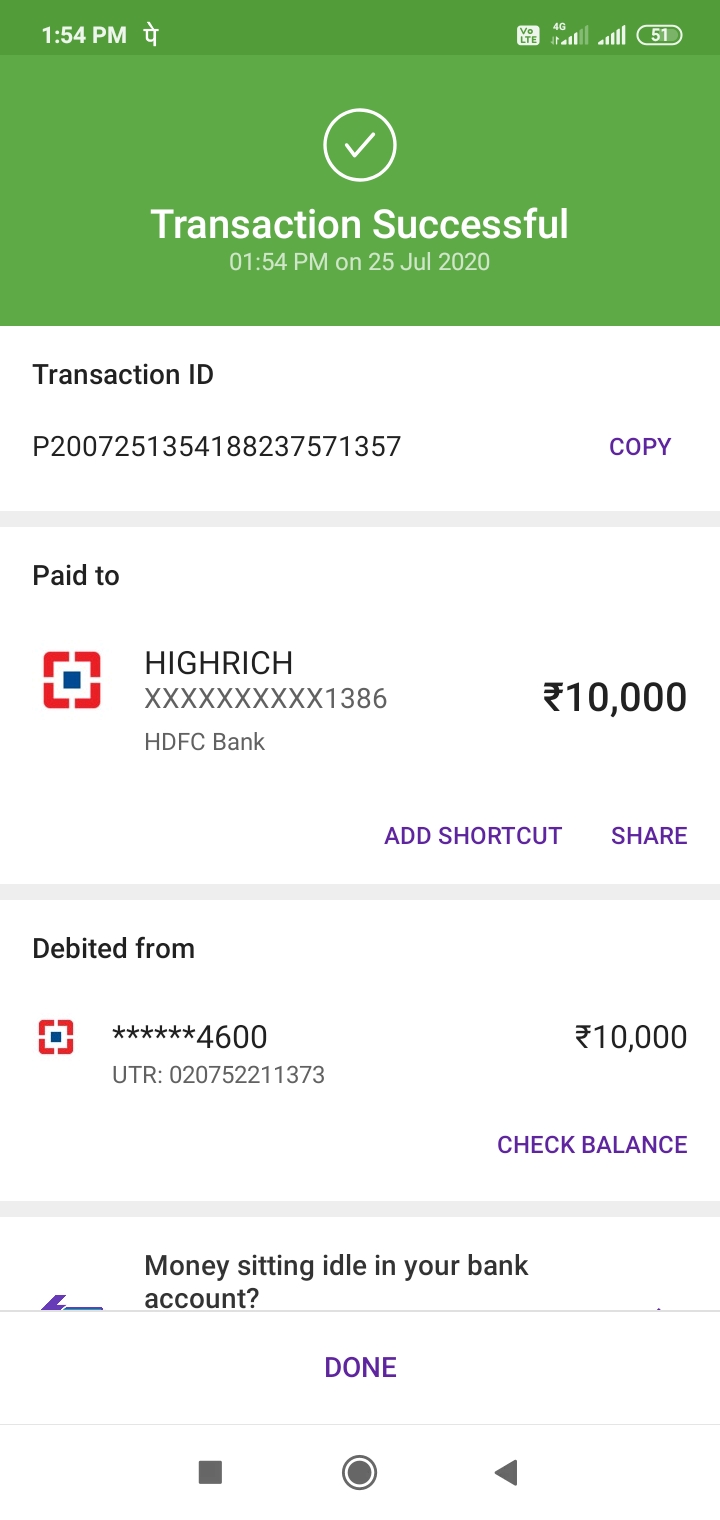 1:54 PM पे Vo LTE 4G 51
Transaction Successful
01:54 PM on 25 Jul 2020
Transaction ID
P2007251354188237571357 COPY
Paid to
HIGHRICH
XXXXXXXXXX1386 ₹10,000
HDFC Bank
ADD SHORTCUT SHARE
Debited from
******4600 ₹10,000
UTR: 020752211373
CHECK BALANCE
Money sitting idle in your bank
account?
DONE